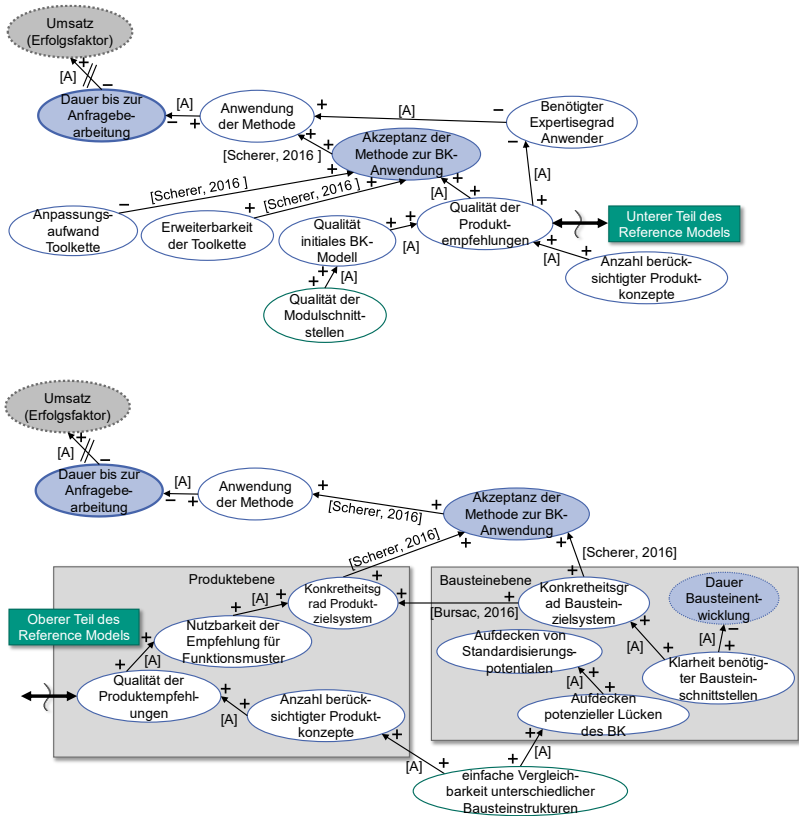 Umsatz
(Erfolgsfaktor)
+
[A]
−
Dauer bis zur
Anfragebe-
arbeitung
[A]
−
+
Anwendung
der Methode
+
[A]
−
Benötigter
Expertisegrad
Anwender
−
[A]
+
+
+
[Scherer, 2016 ]
Akzeptanz der
Methode zur BK-
Anwendung
+
[Scherer, 2016 ]
−
+
[Scherer, 2016 ]
+
+
[A]
+
Anpassungs-
aufwand
Toolkette
Erweiterbarkeit
der Toolkette
Qualität
initiales BK-
Modell
+
+
[A]
Qualität der
Produkt-
empfehlungen
Unterer Teil des
Reference Models
+
[A]
+
Anzahl berück-
sichtigter Produkt-
konzepte
+
[A]
+
Qualität der
Modulschnitt-
stellen
Umsatz
(Erfolgsfaktor)
+
[A]
−
Dauer bis zur
Anfragebe-
arbeitung
[A]
−
+
Anwendung
der Methode
+
[Scherer, 2016]
+
Akzeptanz der
Methode zur BK-
Anwendung
+
[Scherer, 2016]
+
+
[Scherer, 2016]
+
Produktebene
Konkretheitsg
rad Produkt-
zielsystem
+
[A]
+
+
[Bursac, 2016]
+
Bausteinebene
Konkretheitsgr
ad Baustein-
zielsystem
Dauer
Bausteinent-
wicklung
−
[A]
+
+
[A]
+
Oberer Teil des
Reference Models
Nutzbarkeit der
Empfehlung für
Funktionsmuster
+
[A]
+
Aufdecken von
Standardisierungs-
potentialen
Klarheit benötig-
ter Baustein-
schnittstellen
Qualität der
Produktempfehl-
ungen
+
[A]
+
Anzahl berück-
sichtigter Produkt-
konzepte
+
[A]
+
Aufdecken
potenzieller Lücken
des BK
+
[A]
+
+
[A]
+
einfache Vergleich-
barkeit unterschiedlicher
Bausteinstrukturen